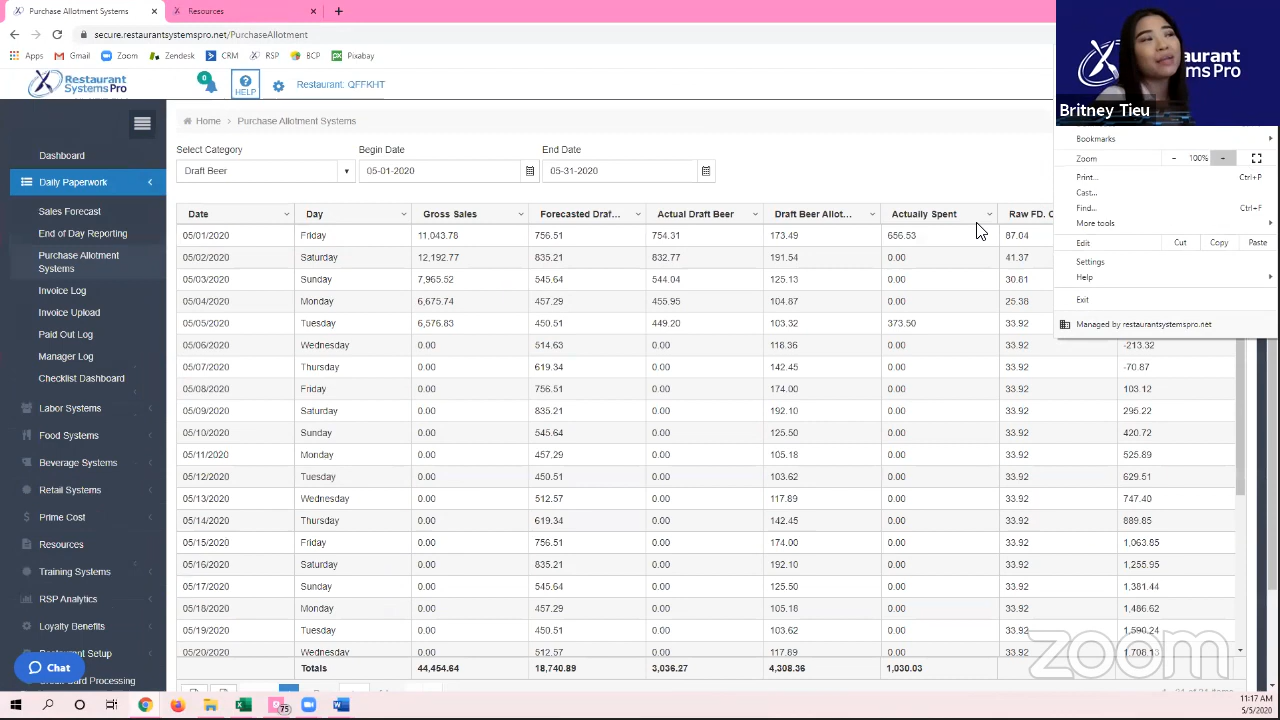 Purchase Allotment Systems × Resources × +
secure.restaurantsystemspro.net/PurchaseAllotment
Apps Gmail Zoom Zendesk CRM RSP BCP Pixabay
Restaurant Systems Pro 0 HELP Restaurant: QFFKHT
Britney Tieu
Home > Purchase Allotment Systems
Select Category Begin Date End Date
Draft Beer 05-01-2020 05-31-2020
Dashboard
Daily Paperwork
Sales Forecast
End of Day Reporting
Purchase Allotment
Systems
Invoice Log
Invoice Upload
Paid Out Log
Manager Log
Checklist Dashboard
Labor Systems
Food Systems
Beverage Systems
Retail Systems
Prime Cost
Resources
Training Systems
RSP Analytics
Loyalty Benefits
Setup
Card Processing
Chat
Date Day Gross Sales Forecasted Draf... Actual Draft Beer Draft Beer Allot... Actually Spent Raw FD.
05/01/2020 Friday 11,043.78 756.51 754.31 173.49 656.53 87.04
05/02/2020 Saturday 12,192.77 835.21 832.77 191.54 0.00 41.37
05/03/2020 Sunday 7,965.52 545.64 544.04 125.13 0.00 30.81
05/04/2020 Monday 6,675.74 457.29 455.95 104.87 0.00 25.38
05/05/2020 Tuesday 6,576.83 450.51 449.20 103.32 373.50 33.92
05/06/2020 Wednesday 0.00 514.63 0.00 118.36 0.00 33.92 -213.32
05/07/2020 Thursday 0.00 619.34 0.00 142.45 0.00 33.92 -70.87
05/08/2020 Friday 0.00 756.51 0.00 174.00 0.00 33.92 103.12
05/09/2020 Saturday 0.00 835.21 0.00 192.10 0.00 33.92 295.22
05/10/2020 Sunday 0.00 545.64 0.00 125.50 0.00 33.92 420.72
05/11/2020 Monday 0.00 457.29 0.00 105.18 0.00 33.92 525.89
05/12/2020 Tuesday 0.00 450.51 0.00 103.62 0.00 33.92 629.51
05/13/2020 Wednesday 0.00 512.57 0.00 117.89 0.00 33.92 747.40
05/14/2020 Thursday 0.00 619.34 0.00 142.45 0.00 33.92 889.85
05/15/2020 Friday 0.00 756.51 0.00 174.00 0.00 33.92 1,063.85
05/16/2020 Saturday 0.00 835.21 0.00 192.10 0.00 33.92 1,255.95
05/17/2020 Sunday 0.00 545.64 0.00 125.50 0.00 33.92 1,381.44
05/18/2020 Monday 0.00 457.29 0.00 105.18 0.00 33.92 1,486.62
05/19/2020 Tuesday 0.00 450.51 0.00 103.62 0.00 33.92 1,590.24
05/20/2020 Wednesday 0.00 512.57 0.00 117.89 0.00 33.92
Totals 44,454.64 18,740.89 3,036.27 4,308.36 1,030.03
Bookmarks
Zoom - 100%
Print... Ctrl+P
Cast...
Find... Ctrl+F
More tools
Edit Cut Copy Paste
Settings
Help
Exit
Managed by restaurantsystemspro.net
zoom
75
11:17 AM
5/5/2020